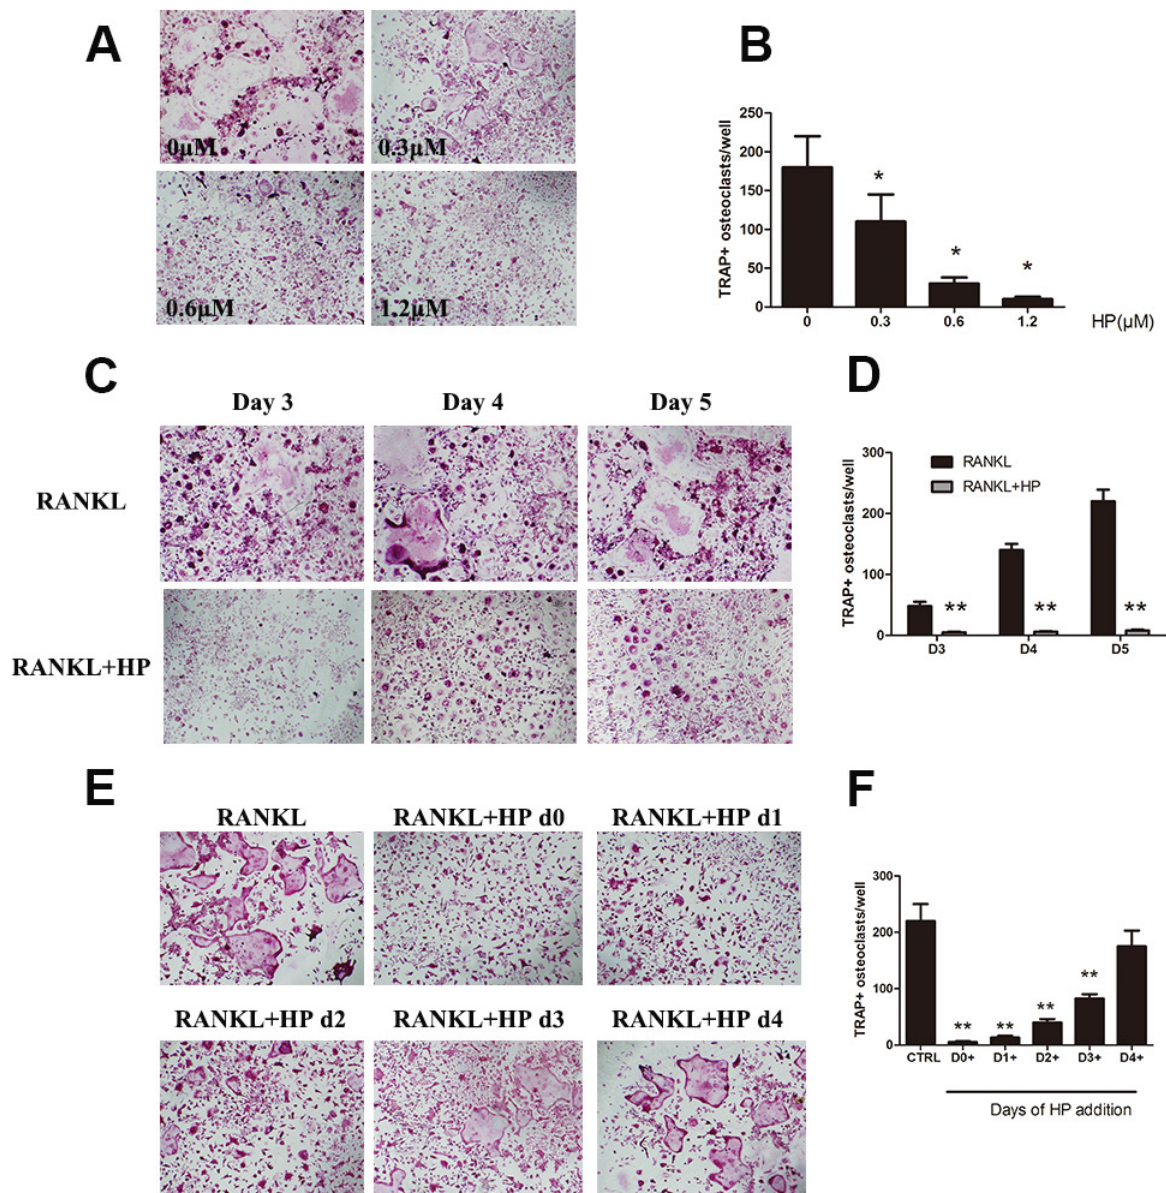 A
0μM
0.3μM
0.6μM
1.2μM
B
TRAP+ osteoclasts/well
250
200
150
100
50
0
0
0.3
0.6
1.2
HP(μM)
*
*
*
C
Day 3
Day 4
Day 5
RANKL
RANKL+HP
D
TRAP+ osteoclasts/well
300
200
100
0
RANKL
RANKL+HP
**
**
**
D3
D4
D5
E
RANKL
RANKL+HP d0
RANKL+HP d1
RANKL+HP d2
RANKL+HP d3
RANKL+HP d4
F
TRAP+ osteoclasts/well
300
200
100
0
**
**
**
**
CTRL
D0+
D1+
D2+
D3+
D4+
Days of HP addition